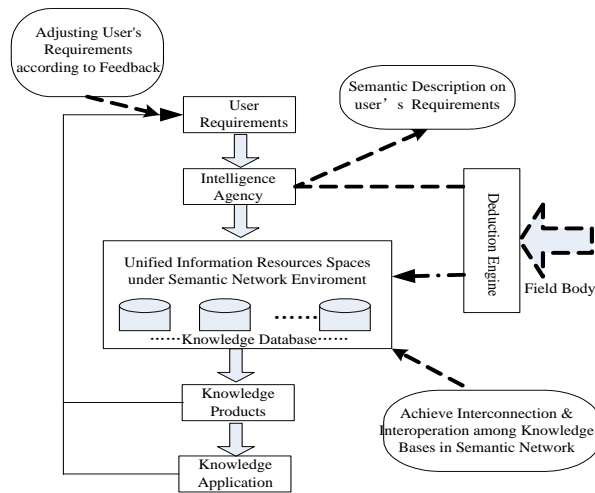 Adjusting User's
Requirements
according to Feedback
Semantic Description on
user's Requirements
User
Requirements
Intelligence
Agency
Deduction Engine
Field Body
Unified Information Resources Spaces
under Semantic Network Enviroment
Knowledge Database
Knowledge
Products
Achieve Interconnection &
Interoperation among Knowledge
Bases in Semantic Network
Knowledge
Application